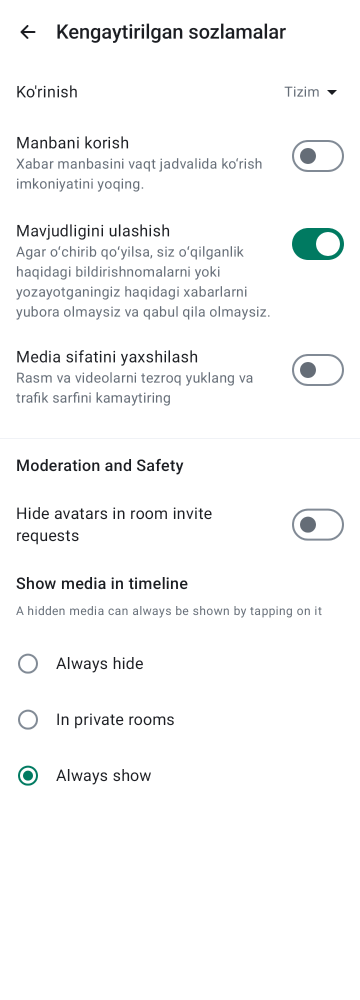 Kengaytirilgan sozlamalar
Ko'rinish
Tizim
Manbani korish
Xabar manbasini vaqt jadvalida ko‘rish
imkoniyatini yoqing.
Mavjudligini ulashish
Agar o‘chirib qo‘yilsa, siz o‘qilganlik
haqidagi bildirishnomalarni yoki
yozayotganingiz haqidagi xabarlarni
yubora olmaysiz va qabul qila olmaysiz.
Media sifatini yaxshilash
Rasm va videolarni tezroq yuklang va
trafik sarfini kamaytiring
Moderation and Safety
Hide avatars in room invite
requests
Show media in timeline
A hidden media can always be shown by tapping on it
Always hide
In private rooms
Always show